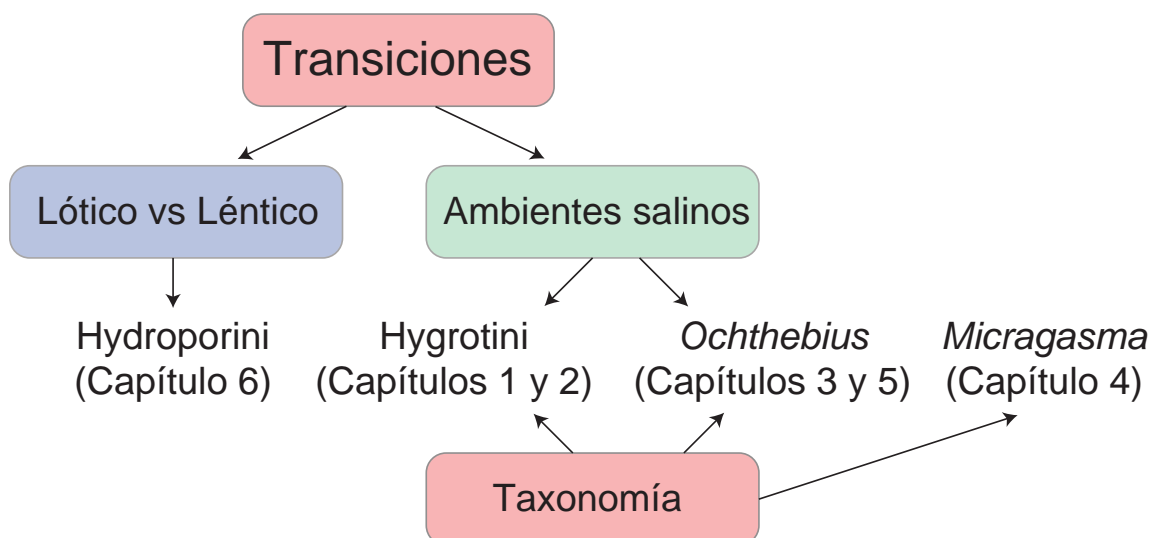 Transiciones
Lótico vs Léntico
Ambientes salinos
Hydroporini
(Capítulo 6)
Hygrotini
(Capítulos 1 y 2)
Ochthebius
(Capítulos 3 y 5)
Micragasma
(Capítulo 4)
Taxonomía